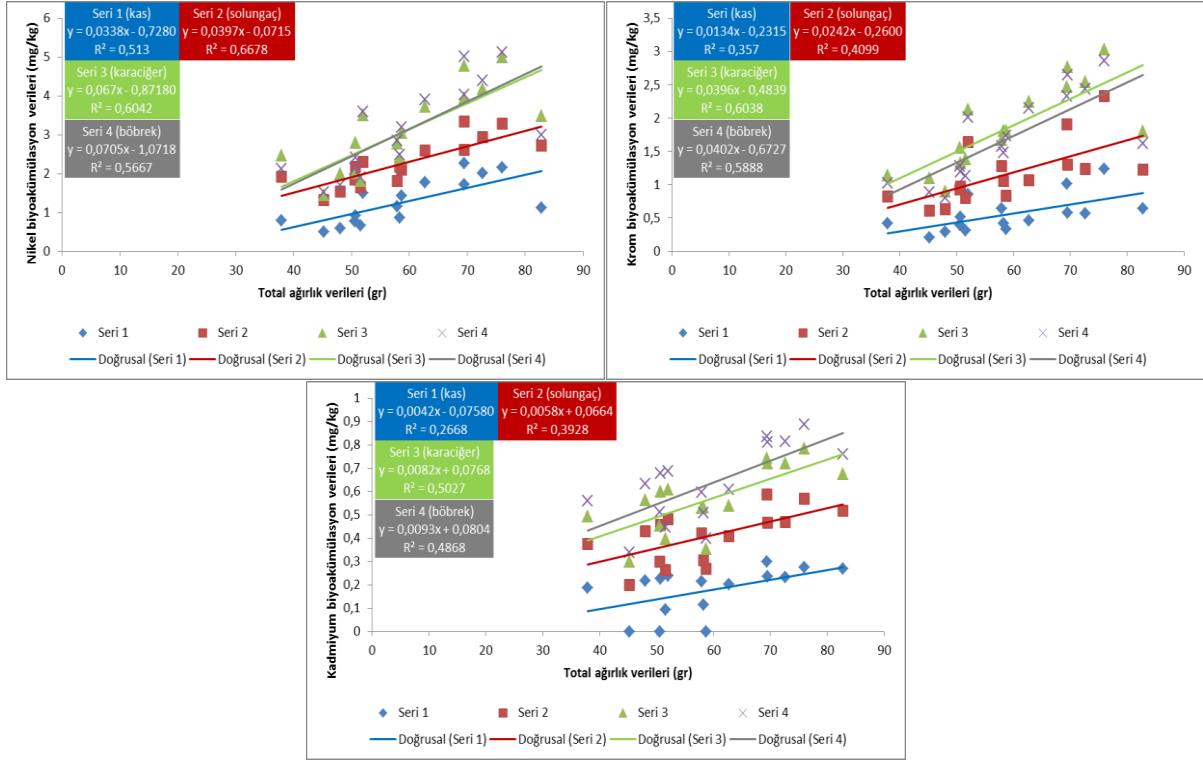 Seri 1 (kas)
y = 0,0338x - 0,7280
R² = 0,513
Seri 2 (solungaç)
y = 0,0397x - 0,0715
R² = 0,6678
Seri 3 (karaciğer)
y = 0,067x - 0,87180
R² = 0,6042
Seri 4 (böbrek)
y = 0,0705x - 1,0718
R² = 0,5667
Nikel biyoakümülasyon verileri (mg/kg)
6
5
4
3
2
1
0
0 10 20 30 40 50 60 70 80 90
Total ağırlık verileri (gr)
Seri 1 Seri 2 Seri 3 Seri 4
Doğrusal (Seri 1) Doğrusal (Seri 2) Doğrusal (Seri 3) Doğrusal (Seri 4)
Seri (kas)
y = 0,0134x - 0,2315
R² = 0,357
Seri 2 (solungaç)
y = 0,0242x - 0,2600
R² = 0,4099
Seri 3 (karaciğer)
y = 0,0396x - 0,4839
R² = 0,6038
Seri 4 (böbrek)
y = 0,0402x - 0,6727
R² = 0,5888
Krom biyoakümülasyon verileri (mg/kg)
3,5
3
2,5
2
1,5
1
0,5
0
0 10 20 30 40 50 60 70 80 90
Total ağırlık verileri (gr)
Seri 1 Seri 2 Seri 3 Seri 4
Doğrusal (Seri 1) Doğrusal (Seri 2) Doğrusal (Seri 3) Doğrusal (Seri 4)
Seri 1 (kas)
y = 0,0042x - 0,07580
R² = 0,2668
Seri 2 (solungaç)
y = 0,0058x + 0,0664
R² = 0,3928
Seri 3 (karaciğer)
y = 0,0082x + 0,0768
R² = 0,5027
Seri 4 (böbrek)
y = 0,0093x + 0,0804
R² = 0,4868
Kadmiyum biyoakümülasyon verileri (mg/kg)
1
0,9
0,8
0,7
0,6
0,5
0,4
0,3
0,2
0,1
0
0 10 20 30 40 50 60 70 80 90
Total ağırlık verileri (gr)
Seri 1 Seri 2 Seri 3 Seri 4
Doğrusal (Seri 1) Doğrusal (Seri 2) Doğrusal (Seri 3) Doğrusal (Seri 4)